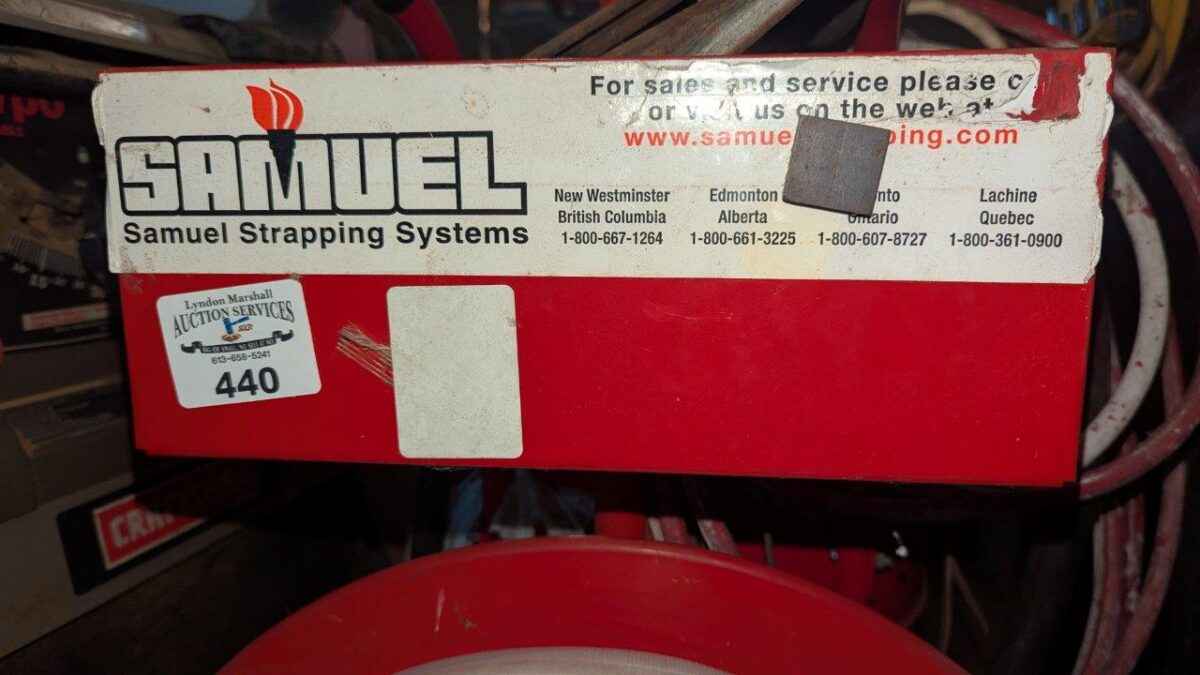 For sales and service please c
or us on the web at
www.samue ping.com
SAMUEL
Samuel Strapping Systems
New Westminster
British Columbia
1-800-667-1264
Edmonton
Alberta
1-800-661-3225
nto
Ontario
1-800-607-8727
Lachine
Quebec
1-800-361-0900
Lyndon Marshall
AUCTION SERVICES
613-658-5241
440